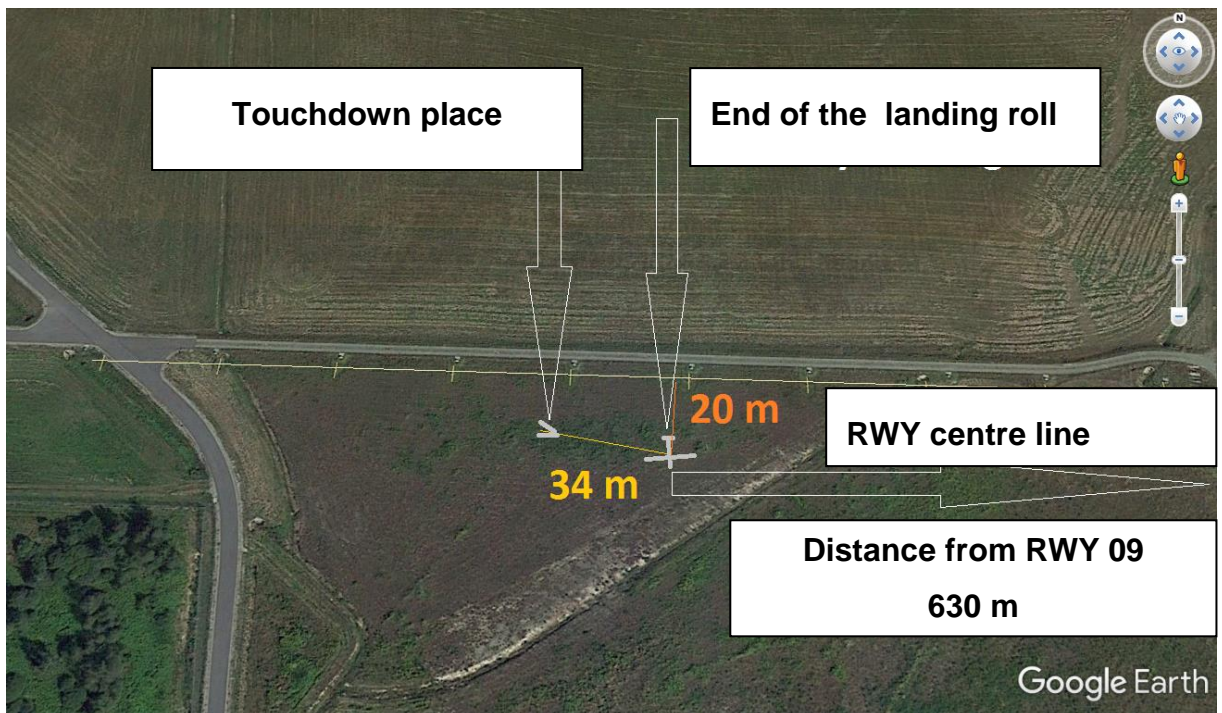 N
Touchdown place
End of the landing roll
20 m
RWY centre line
34 m
Distance from RWY 09
630 m
Google Earth